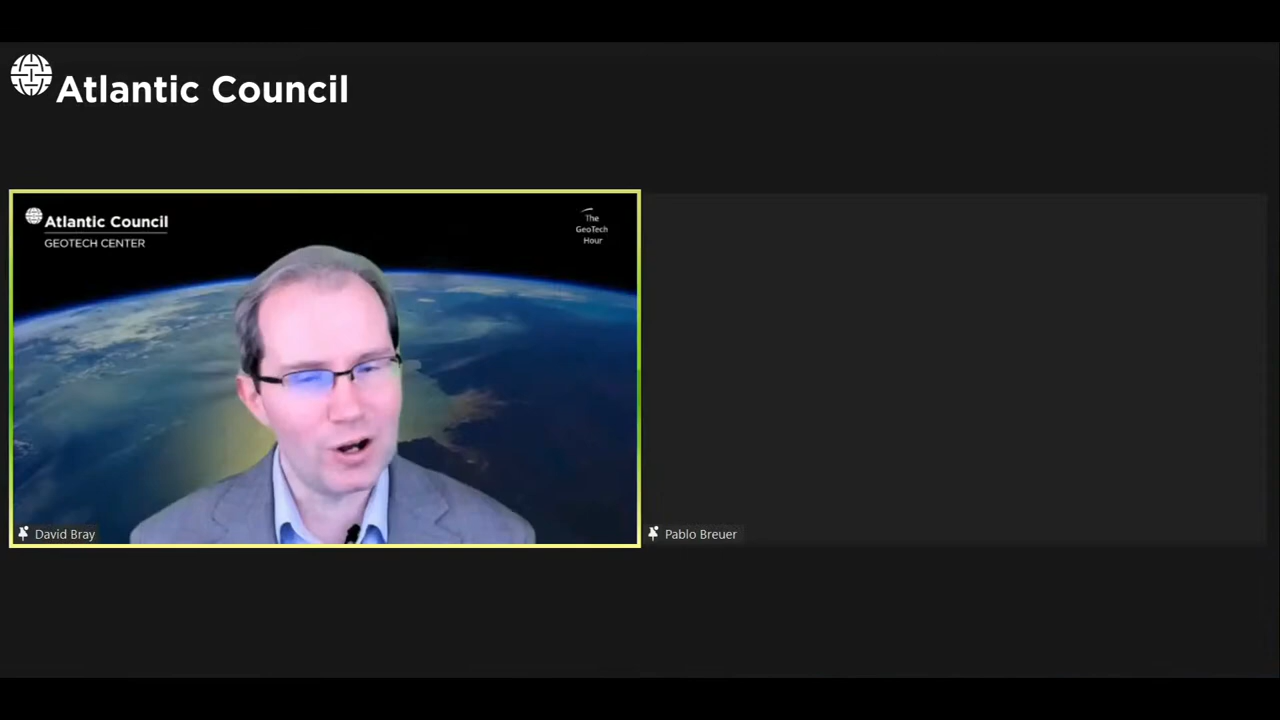 Atlantic Council
Atlantic Council
GEOTECH CENTER
The
GeoTech
Hour
David Bray
Pablo Breuer